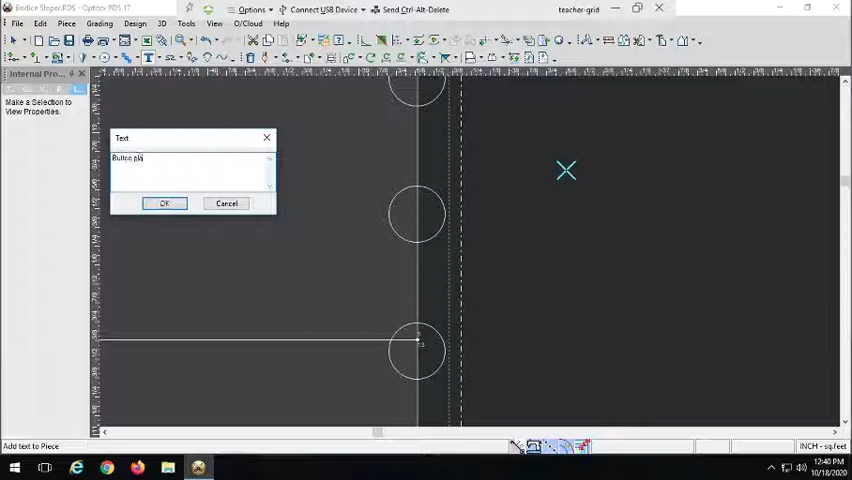 Bodice Sloper.PDS - Optitex PDS 17
Options
Connect USB Device
Send Ctrl-Alt-Delete
teacher-grid
File Edit Piece Grading Design 3D Tools View O/Cloud Help
Internal Pro...
Make a Selection to
View Properties.
Text
Button pla
OK
Cancel
Add text to Piece
INCH - sq.feet
12:40 PM
10/18/2020